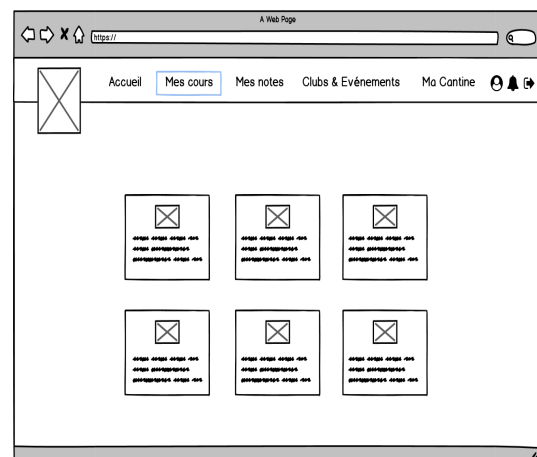 A Web Page
https://
Accueil Mes cours Mes notes Clubs & Evénements Ma Cantine